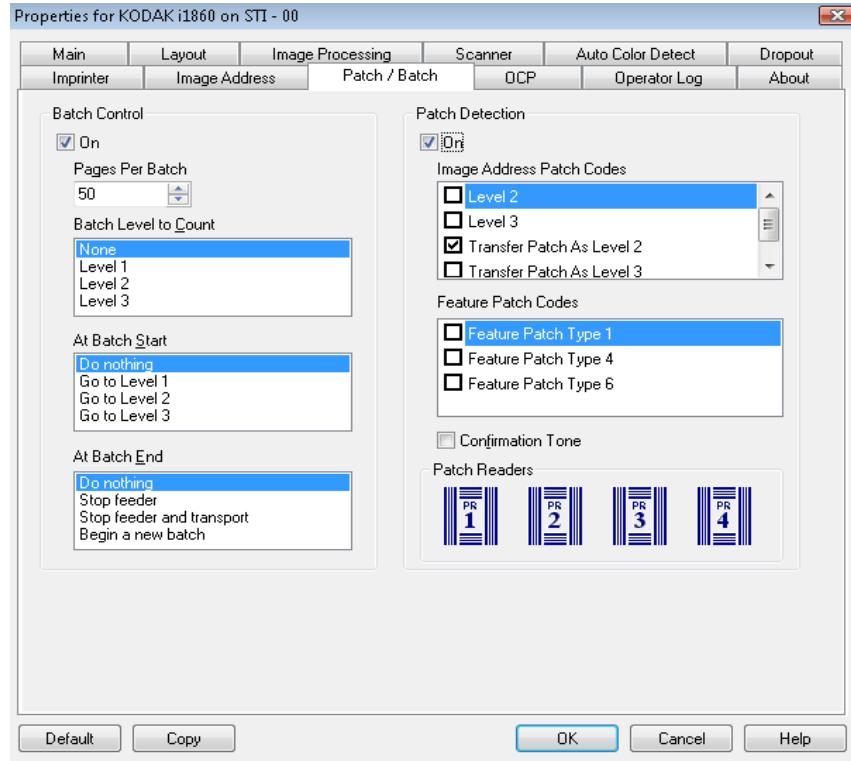 Properties for KODAK i1860 on STI - 00
Main Layout Image Processing Scanner Auto Color Detect Dropout
Imprinter Image Address Patch / Batch OCP Operator Log About
Batch Control
On
Pages Per Batch
50
Batch Level to Count
None
Level 1
Level 2
Level 3
At Batch Start
Do nothing
Go to Level 1
Go to Level 2
Go to Level 3
At Batch End
Do nothing
Stop feeder
Stop feeder and transport
Begin a new batch
Patch Detection
On
Image Address Patch Codes
Level 2
Level 3
Transfer Patch As Level 2
Transfer Patch As Level 3
Feature Patch Codes
Feature Patch Type 1
Feature Patch Type 4
Feature Patch Type 6
Confirmation Tone
Patch Readers
PR PR PR PR
1 2 3 4
Default Copy OK Cancel Help